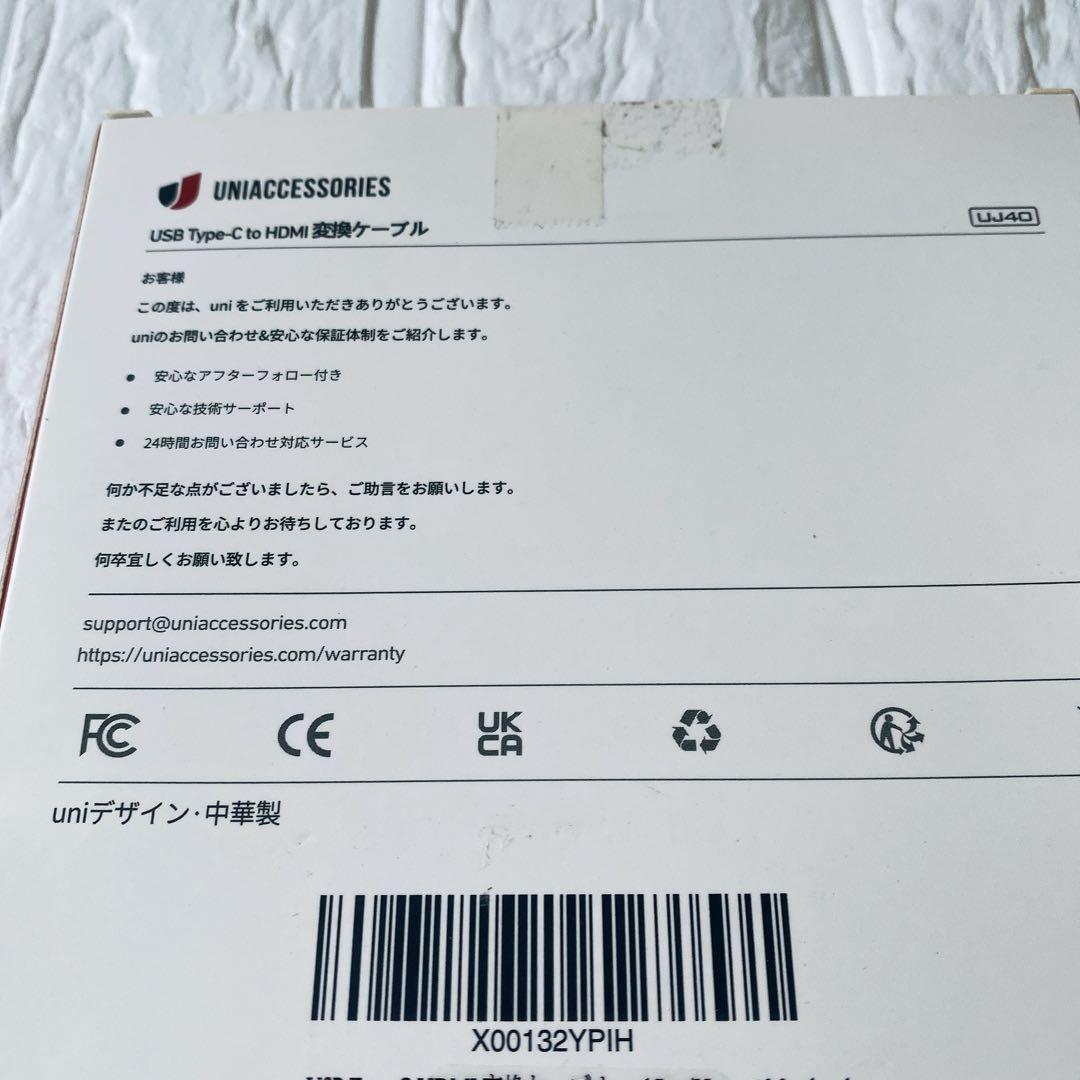 UNIACCESSORIES
USB Type-C to HDMI 変換ケーブル
UJ40
お客様
この度は、uni をご利用いただきありがとうございます。
uniのお問い合わせ&安心な保証体制をご紹介します。
● 安心なアフターフォロー付き
● 安心な技術サーポート
● 24時間お問い合わせ対応サービス
何か不足な点がございましたら、ご助言をお願いします。
またのご利用を心よりお待ちしております。
何卒宜しくお願い致します。
support@uniaccessories.com
https://uniaccessories.com/warranty
FC CE UK
CA
uniデザイン·中華製
X00132YPIH